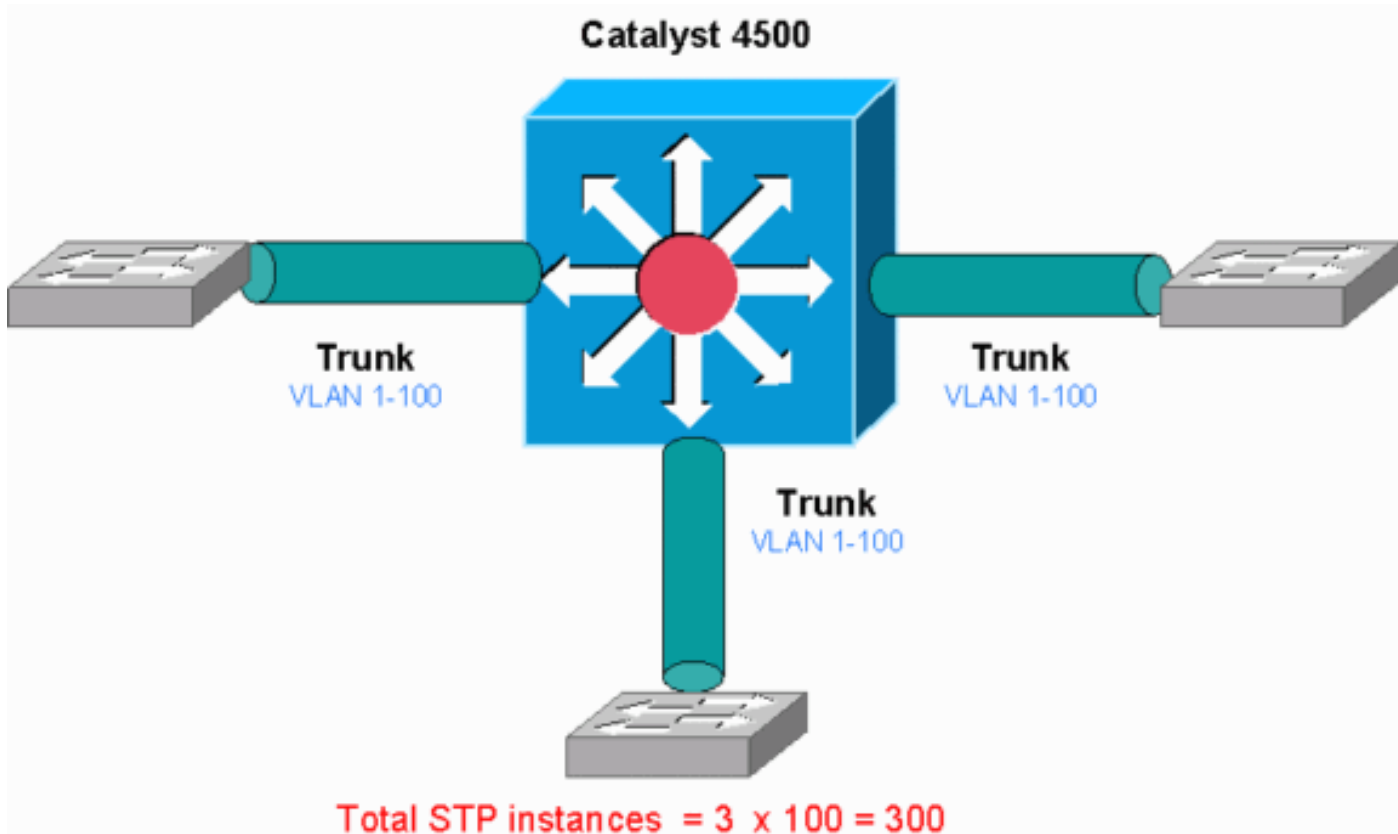 Catalyst 4500
Trunk
VLAN 1-100
Trunk
VLAN 1-100
Trunk
VLAN 1-100
Total STP instances = 3 x 100 = 300